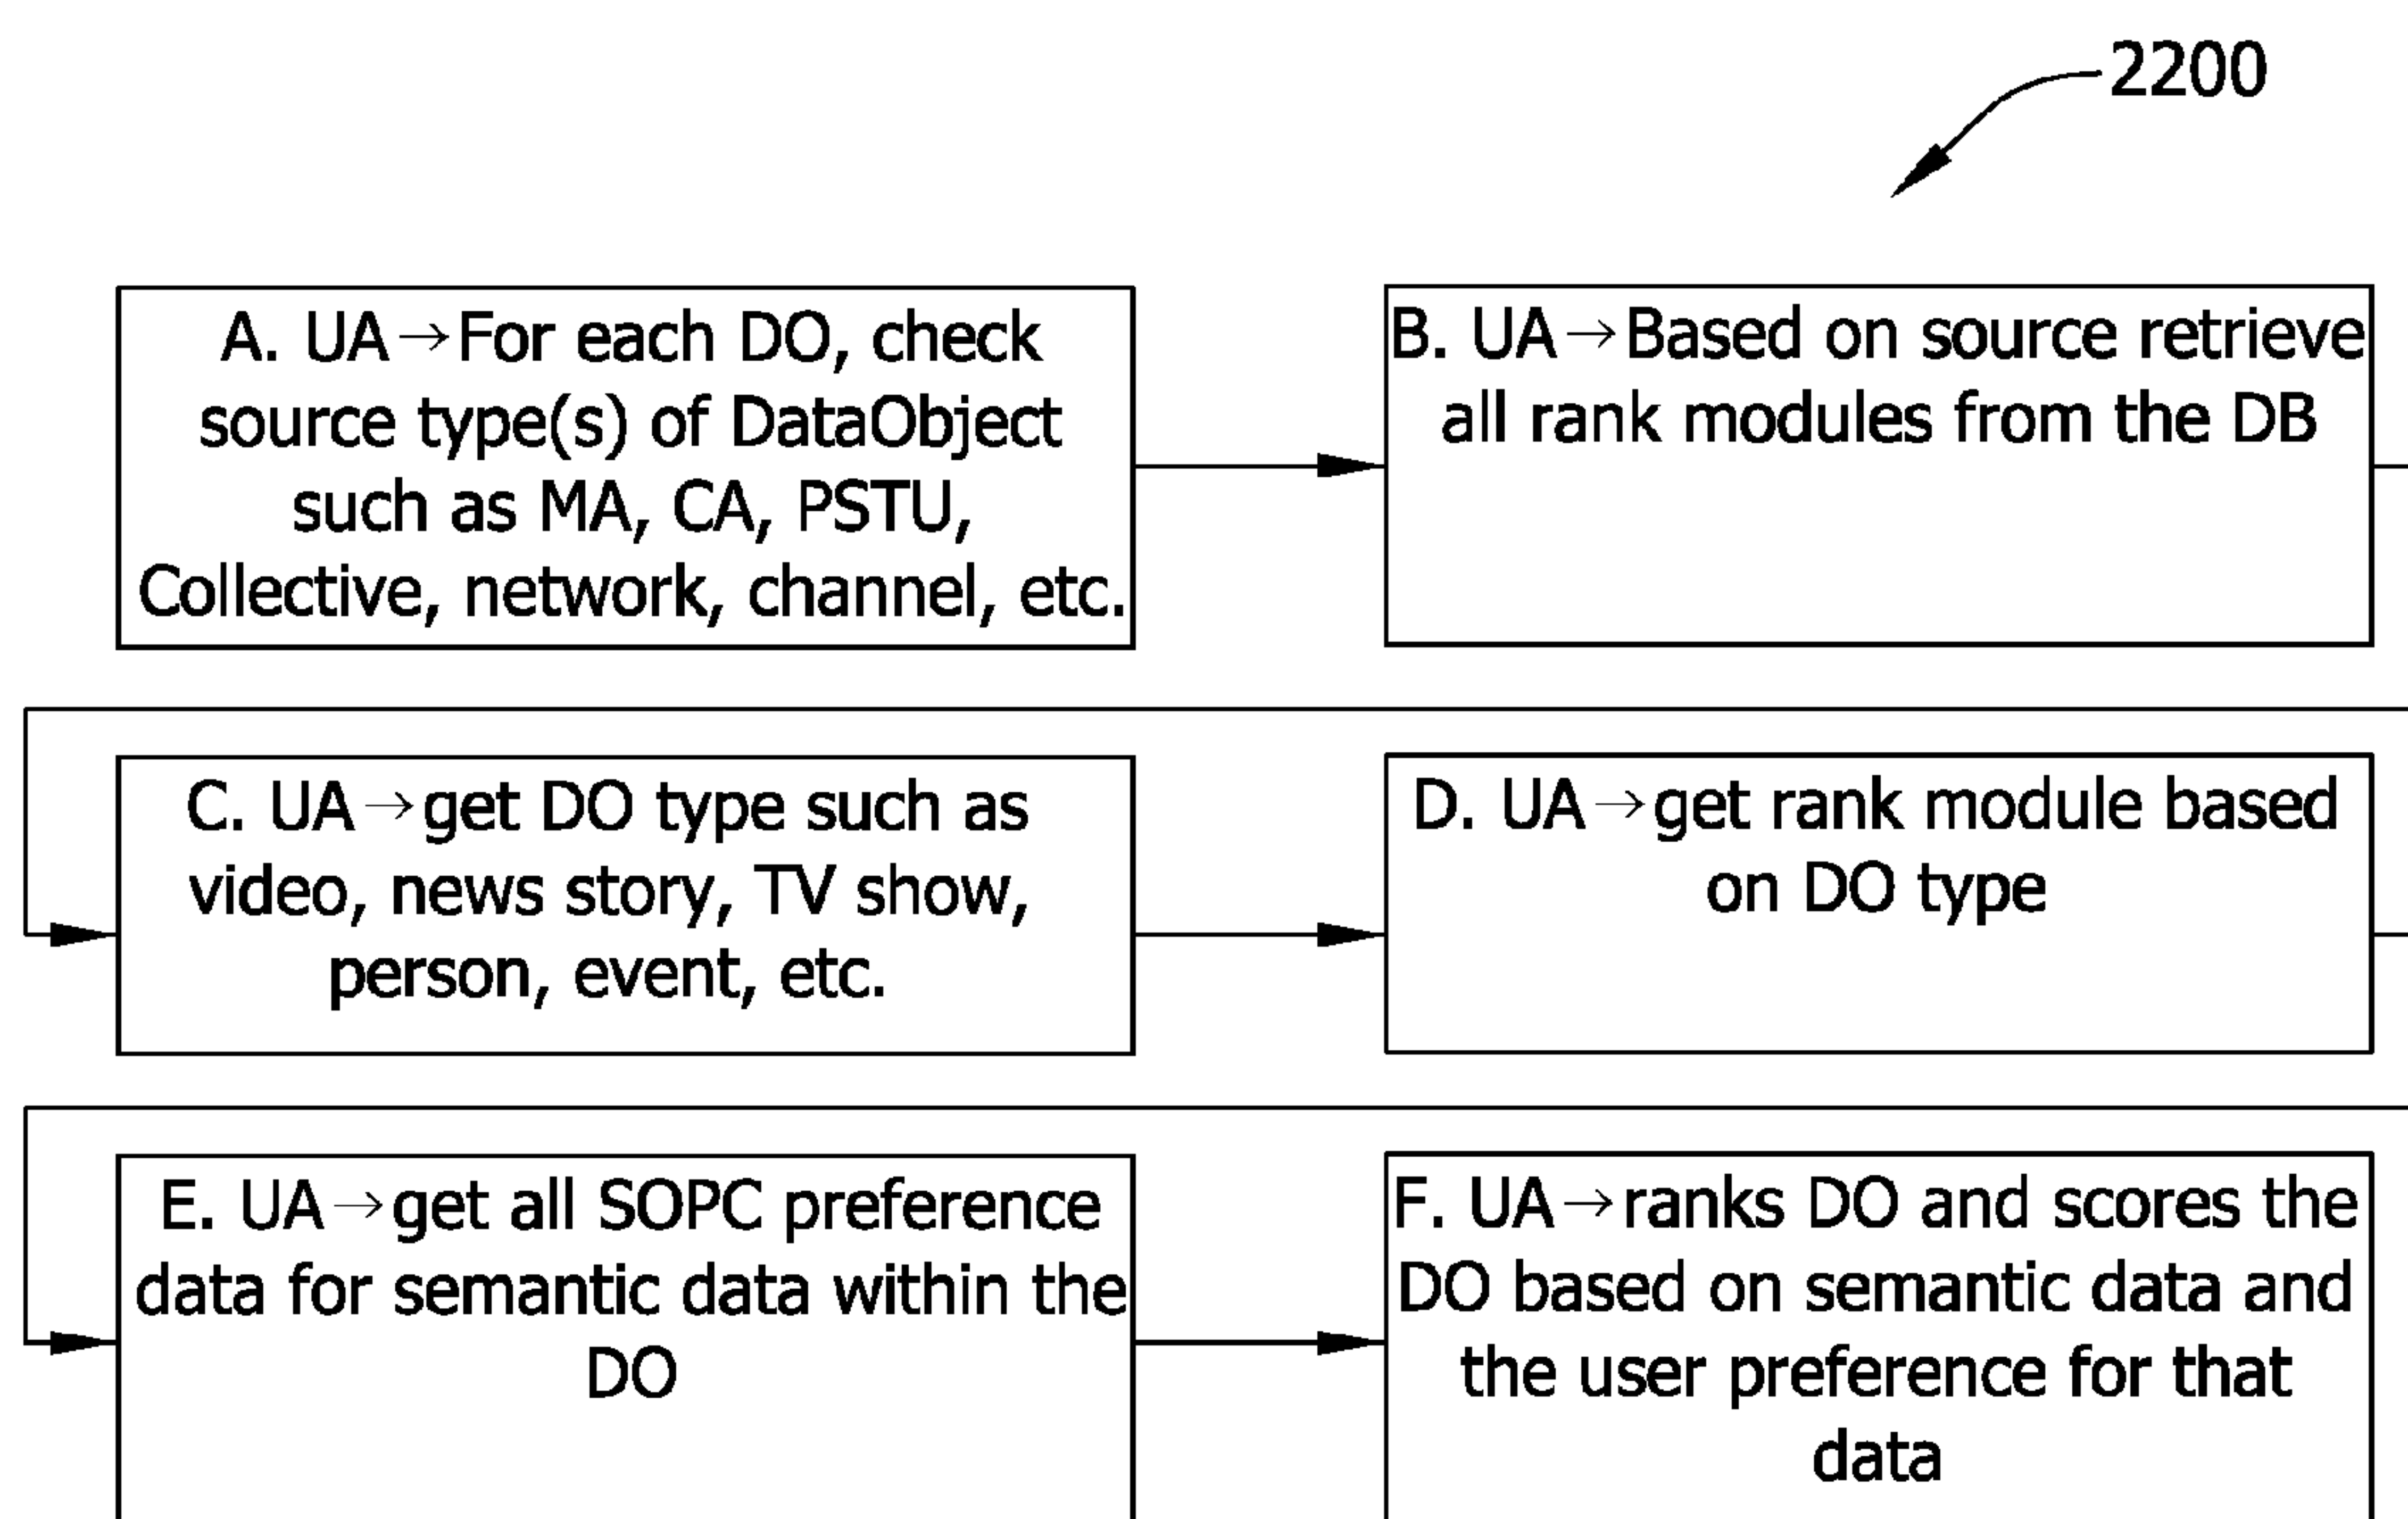 2200
A. UA→For each DO, check
source type(s) of DataObject
such as MA, CA, PSTU,
Collective, network, channel, etc.
B. UA→Based on source retrieve
all rank modules from the DB
C. UA→get DO type such as
video, news story, TV show,
person, event, etc.
D. UA→get rank module based
on DO type
E. UA→get all SOPC preference
data for semantic data within the
DO
F. UA→ranks DO and scores the
DO based on semantic data and
the user preference for that
data